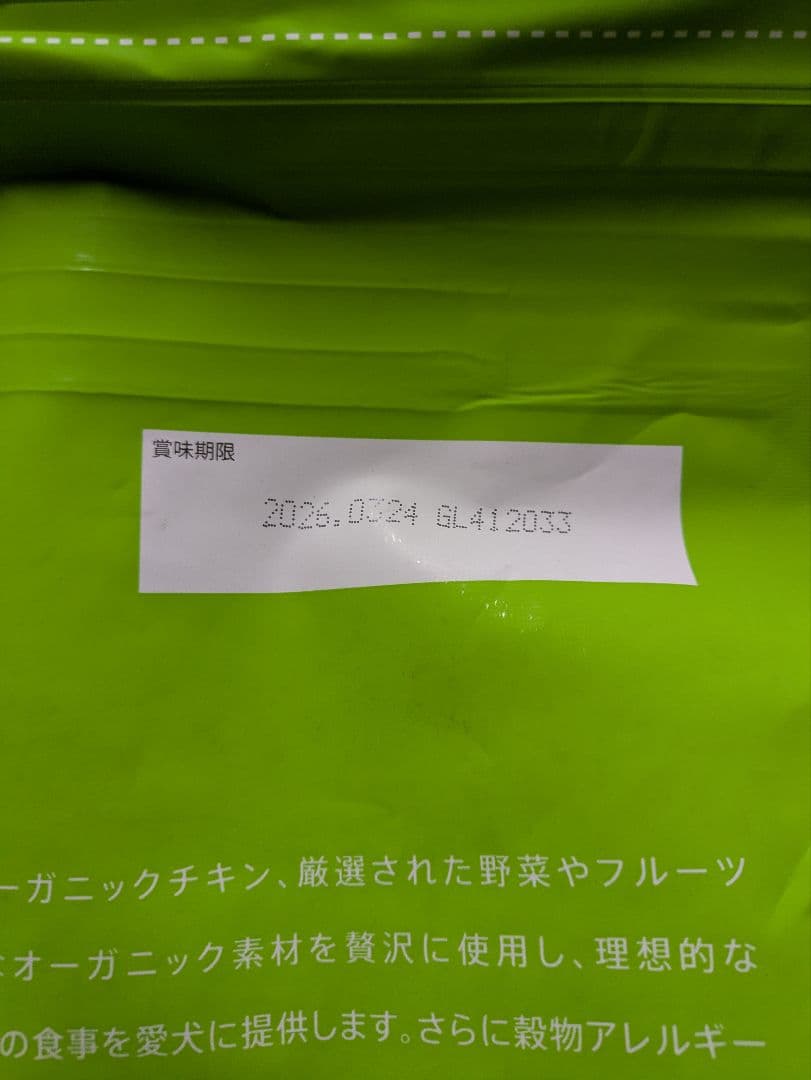 賞味期限
2026.0324 GL412033
ーガニックチキン、厳選された野菜やフルーツ
オーガニック素材を贅沢に使用し、理想的な
の食事を愛犬に提供します。さらに穀物アレルギー